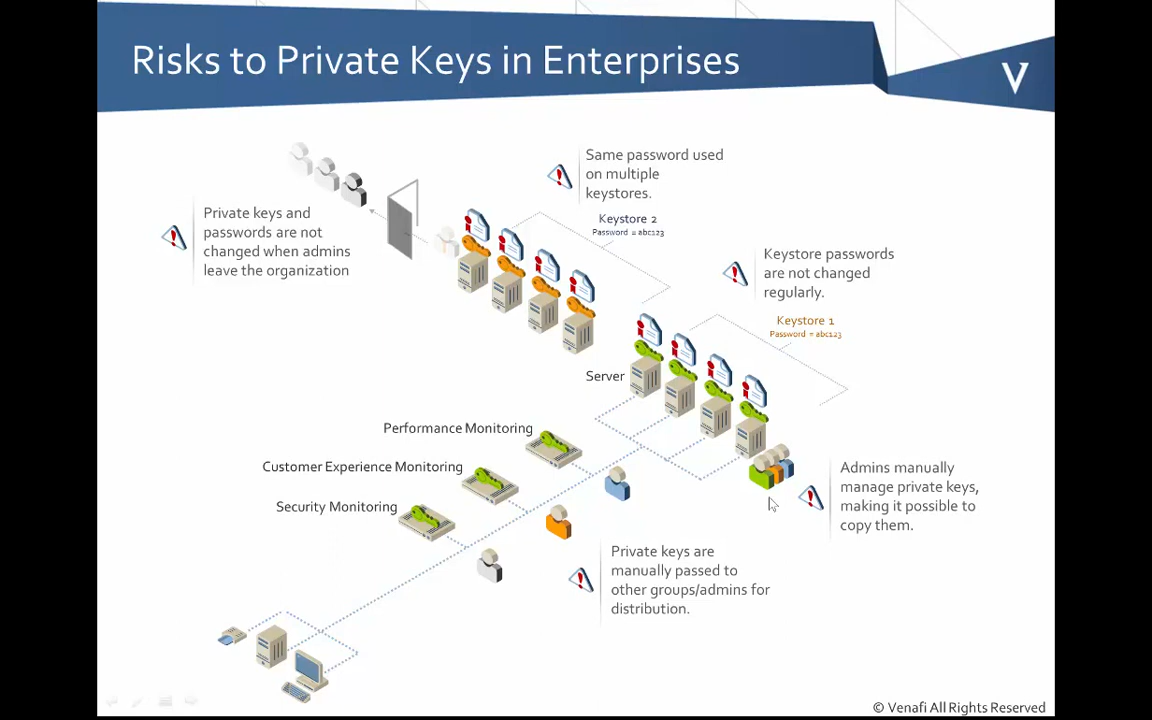 Risks to Private Keys in Enterprises
V
Same password used
on multiple
keystores.
Keystore 2
Password = abc123
Private keys and
passwords are not
changed when admins
leave the organization
Keystore passwords
are not changed
regularly.
Keystore 1
Password = abc123
Server
Performance Monitoring
Customer Experience Monitoring
Security Monitoring
Admins manually
manage private keys,
making it possible to
copy them.
Private keys are
manually passed to
other groups/admins for
distribution.
© Venafi All Rights Reserved